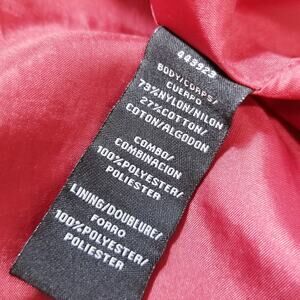 443923
BODY/CORPS/
CUERPO
73%NYLON/NILON
27%COTTON/
COTON/ALGODON
COMBO/
COMBINACION
100%POLYESTER/
POLIESTER
LINING/DOUBLURE/
FORRO
100%POLYESTER/
POLIESTER